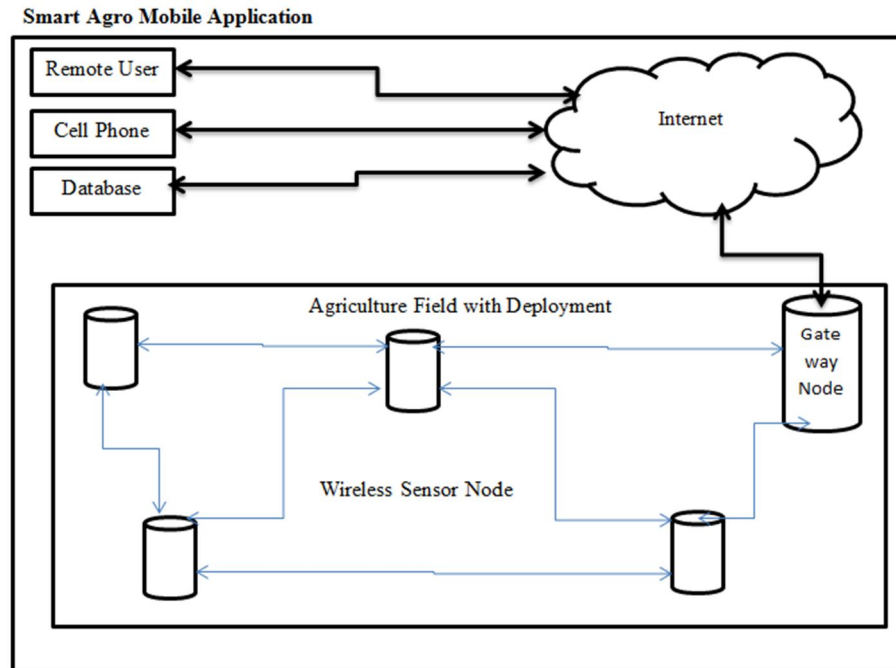 Smart Agro Mobile Application
Remote User
Cell Phone
Database
Internet
Agriculture Field with Deployment
Gate
way
Node
Wireless Sensor Node